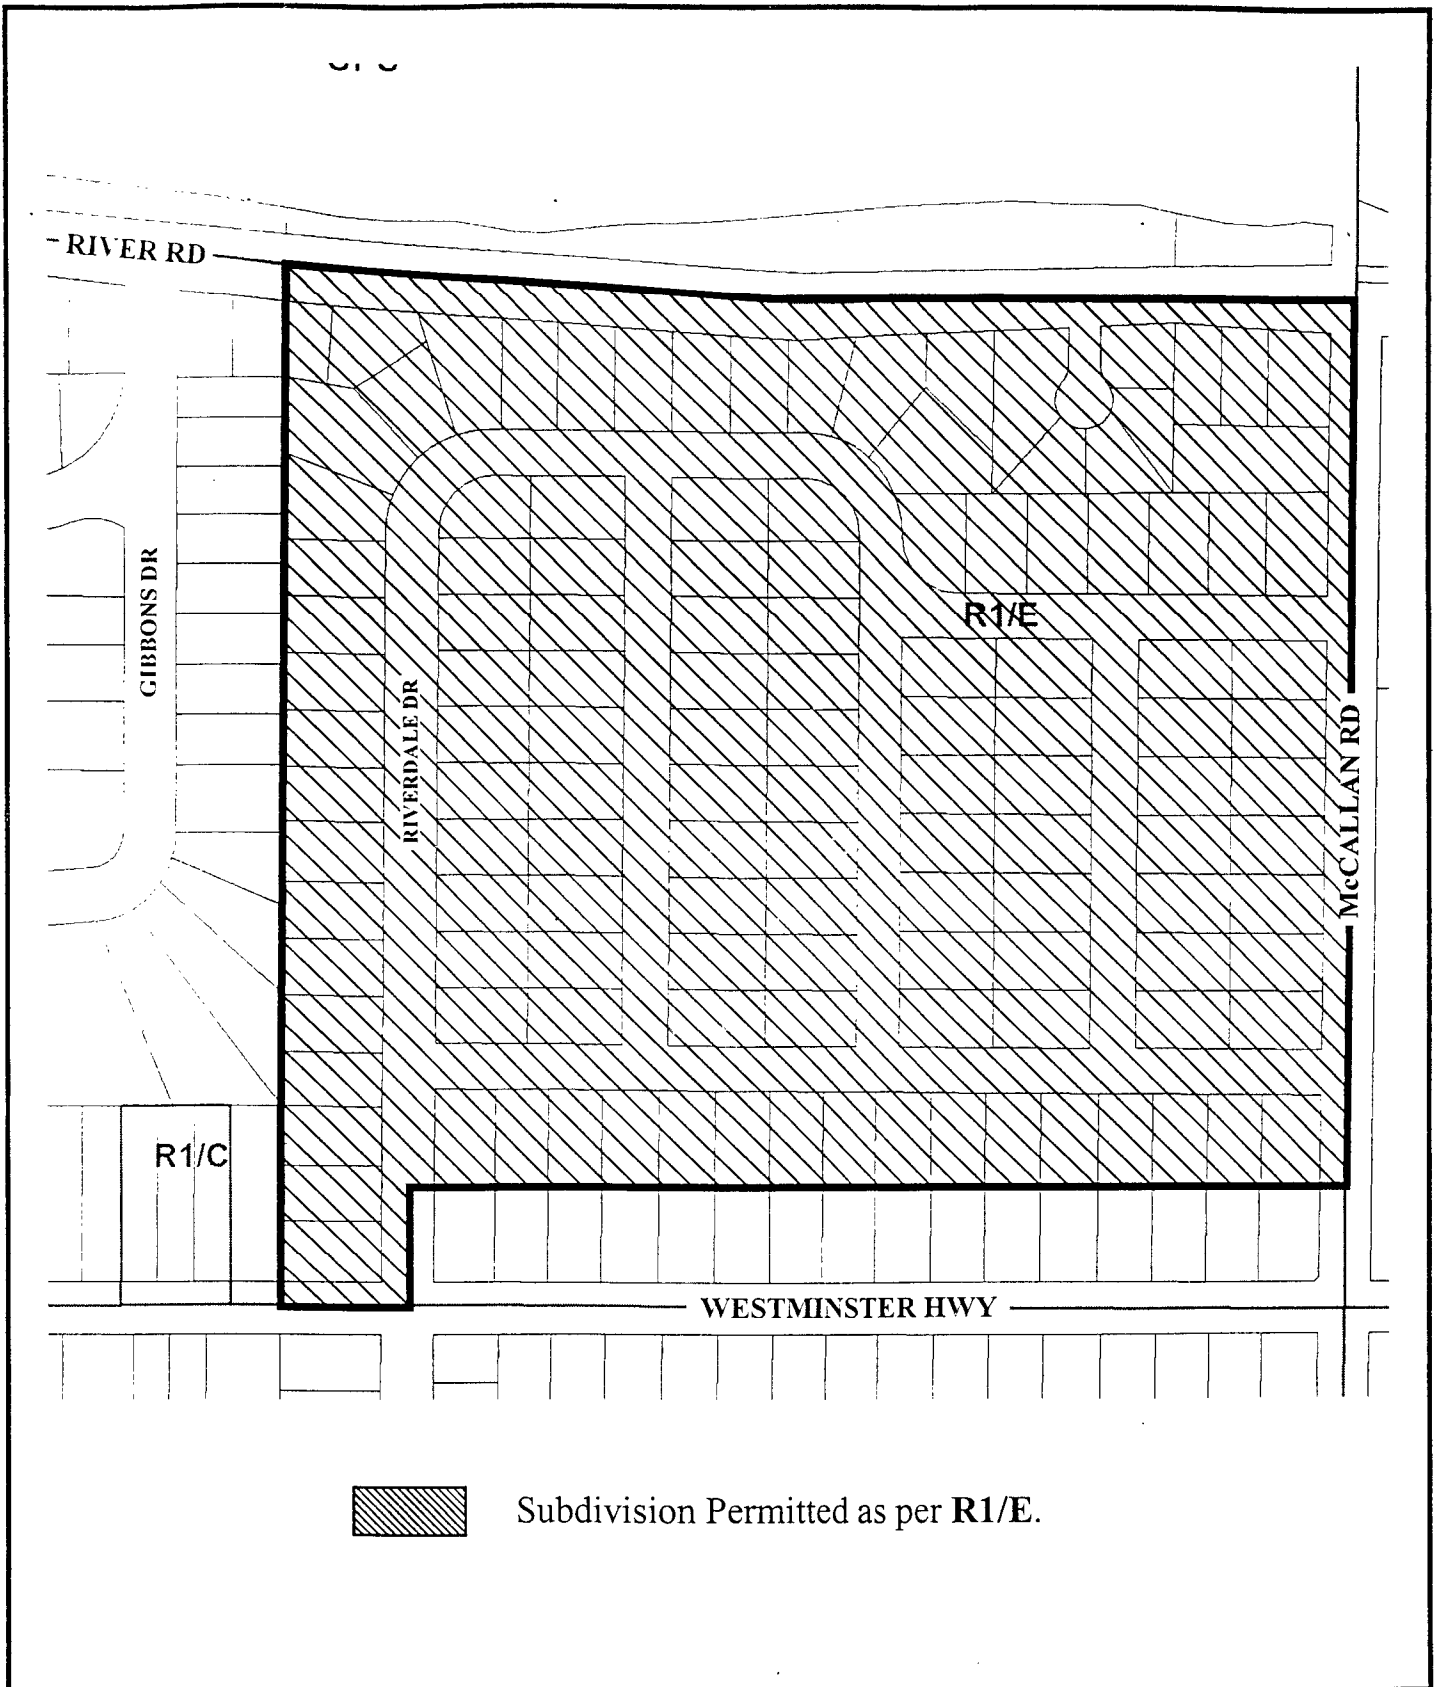 RIVER RD
GIBBONS DR
R1/E
RIVERDALE DR
McCALLAN RD
R1/C
WESTMINSTER HWY
Subdivision Permitted as per R1/E.